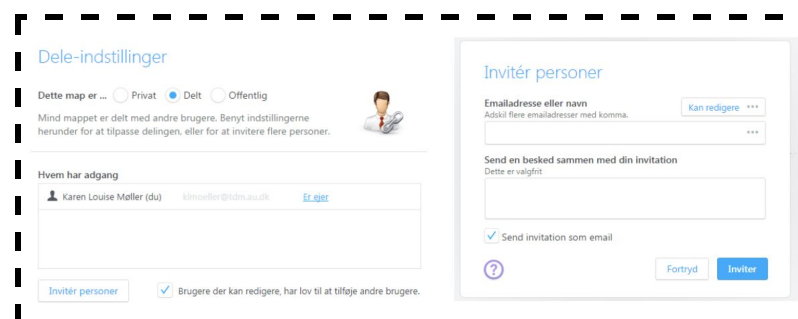 Dele-indstillinger
Dette map er ... Privat Delt Offentlig
Mind mappet er delt med andre brugere. Benyt indstillingerne
herunder for at tilpasse delingen, eller for at invitere flere personer.
Hvem har adgang
Karen Louise Møller (du) klmoeller@tdm.au.dk Er ejer
Invitér personer Brugere der kan redigere, har lov til at tilføje andre brugere.
Invitér personer
Emailadresse eller navn
Adskil flere emailadresser med komma.
Kan redigere
Send en besked sammen med din invitation
Dette er valgfrit
Send invitation som email
? Fortryd Inviter